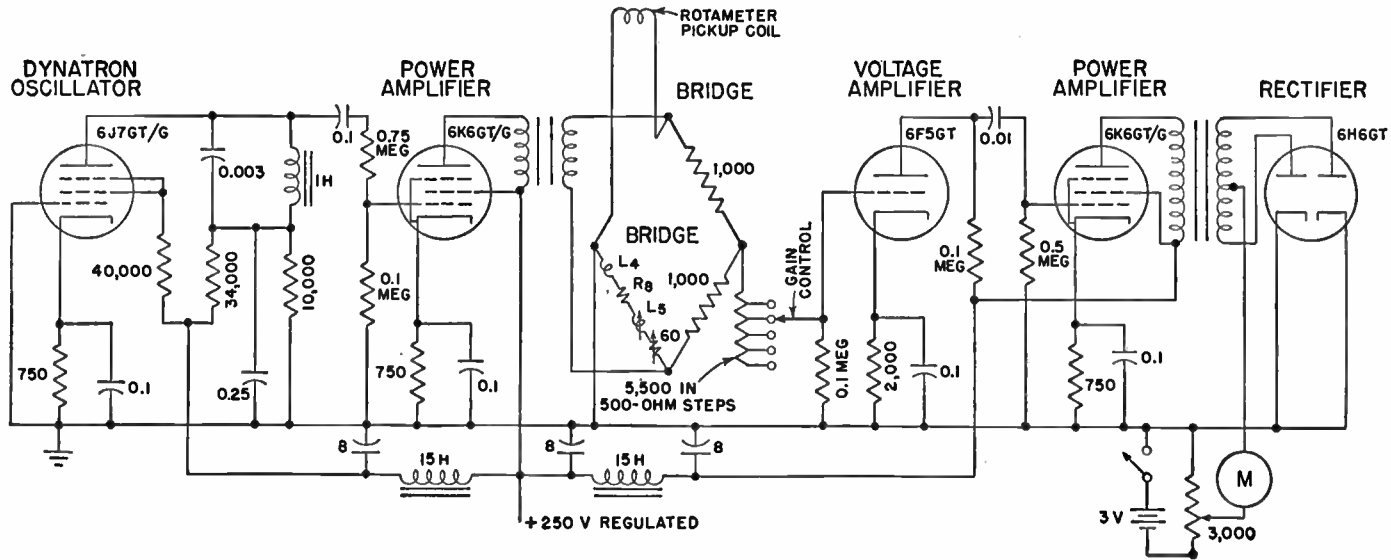 ROTAMETER
PICKUP COIL
DYNATRON
OSCILLATOR
POWER
AMPLIFIER
BRIDGE
VOLTAGE
AMPLIFIER
POWER
AMPLIFIER
RECTIFIER
6J7GT/G
0.1
0.75
MEG
6K6GT/G
1,000
6F5GT
0.01
6K6GT/G
6H6GT
0.003
1H
BRIDGE
L4
R8
L5
60
1,000
GAIN
CONTROL
40,000
34,000
10,000
0.1
MEG
0.1
MEG
0.5
MEG
750
0.1
0.25
750
0.1
5,500 IN
500-OHM STEPS
0.1 MEG
2,000
0.1
750
0.1
8
15H
8
15H
8
+250 V REGULATED
3V
3,000
M